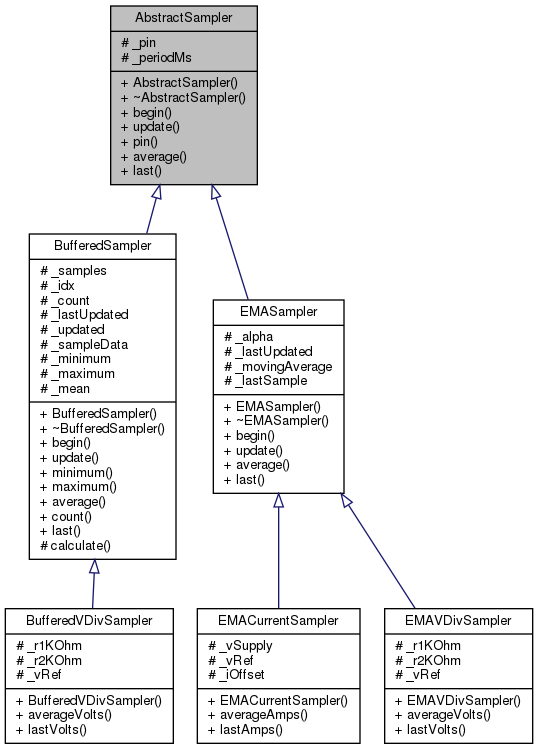 AbstractSampler
# _pin
# _periodMs
+ AbstractSampler()
+ ~AbstractSampler()
+ begin()
+ update()
+ pin()
+ average()
+ last()
BufferedSampler
# _samples
# _idx
# _count
# _lastUpdated
# _updated
# _sampleData
# _minimum
# _maximum
# _mean
+ BufferedSampler()
+ ~BufferedSampler()
+ begin()
+ update()
+ minimum()
+ maximum()
+ average()
+ count()
+ last()
# calculate()
EMASampler
# _alpha
# _lastUpdated
# _movingAverage
# _lastSample
+ EMASampler()
+ ~EMASampler()
+ begin()
+ update()
+ average()
+ last()
BufferedVDivSampler
# _r1KOhm
# _r2KOhm
# _vRef
+ BufferedVDivSampler()
+ averageVolts()
+ lastVolts()
EMACurrentSampler
# _vSupply
# _vRef
# _iOffset
+ EMACurrentSampler()
+ averageAmps()
+ lastAmps()
EMAVDivSampler
# _r1KOhm
# _r2KOhm
# _vRef
+ EMAVDivSampler()
+ averageVolts()
+ lastVolts()